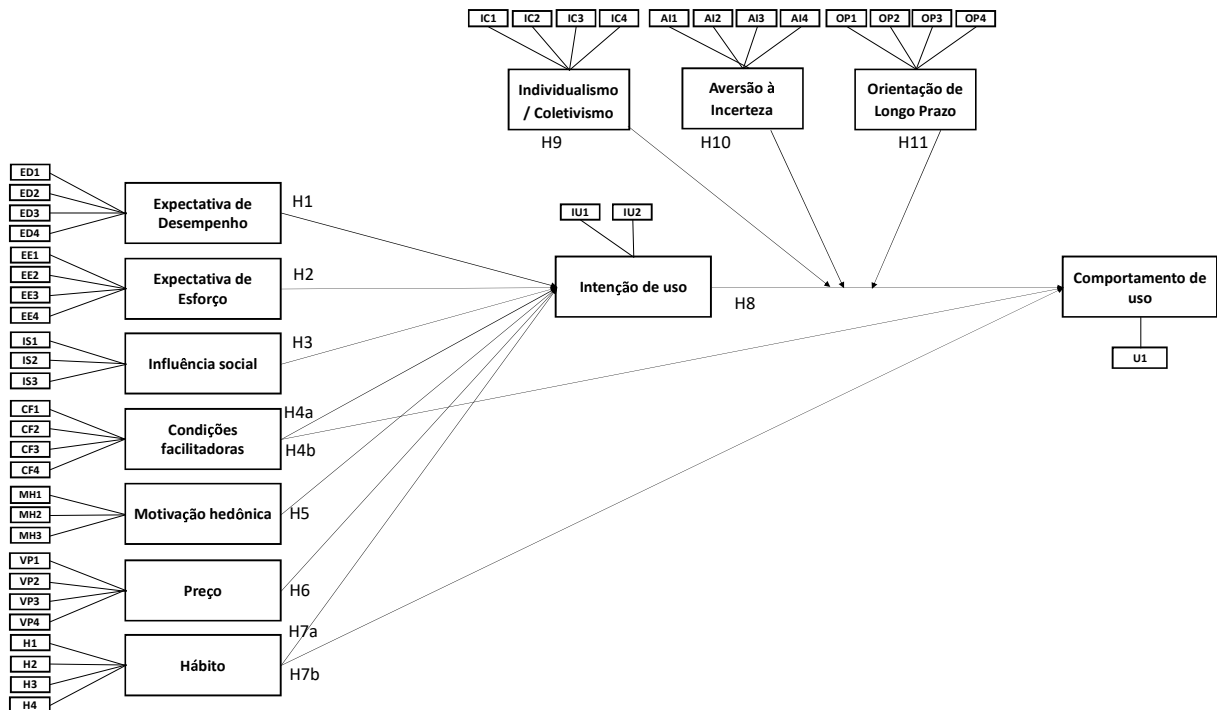 IC1 IC2 IC3 IC4 AI1 AI2 AI3 AI4 OP1 OP2 OP3 OP4
Individualismo
/ Coletivismo
Aversão à
Incerteza
Orientação de
Longo Prazo
H9 H10 H11
ED1
ED2
ED3
ED4
Expectativa de
Desempenho
H1
EE1
EE2
EE3
EE4
Expectativa de
Esforço
H2
IU1 IU2
Intenção de uso
H8
Comportamento de
uso
U1
IS1
IS2
IS3
Influência social
H3
CF1
CF2
CF3
CF4
Condições
facilitadoras
H4a
H4b
MH1
MH2
MH3
Motivação hedônica
H5
VP1
VP2
VP3
VP4
Preço
H6
H1
H2
H3
H4
Hábito
H7a
H7b